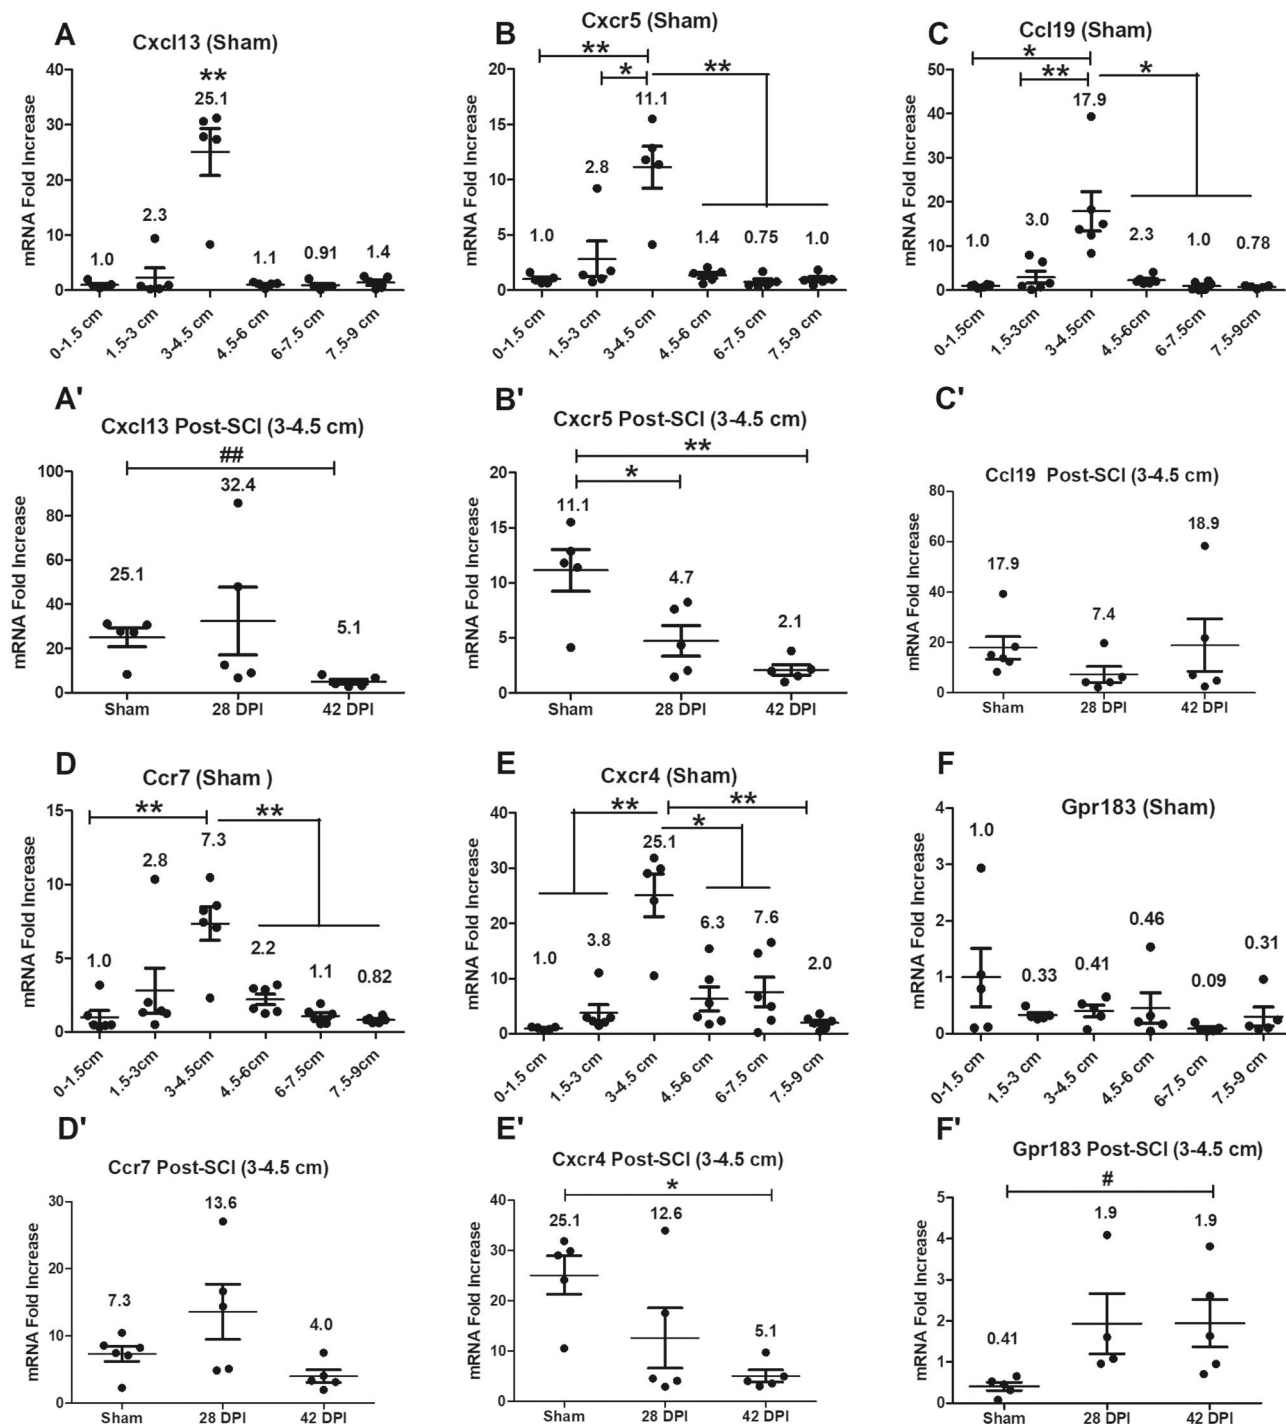 A
Cxcl13 (Sham)
mRNA Fold Increase
40
30
20
10
0
**
25.1
1.0
2.3
1.1
0.91
1.4
0-1.5 cm
1.5-3 cm
3-4.5 cm
4.5-6 cm
6-7.5 cm
7.5-9 cm
B
Cxcr5 (Sham)
mRNA Fold Increase
20
15
10
5
0
**
*
**
11.1
1.0
2.8
1.4
0.75
1.0
0-1.5 cm
1.5-3 cm
3-4.5 cm
4.5-6 cm
6-7.5 cm
7.5-9 cm
C
Ccl19 (Sham)
mRNA Fold Increase
50
40
30
20
10
0
*
**
*
17.9
1.0
3.0
2.3
1.0
0.78
0-1.5cm
1.5-3cm
3-4.5cm
4.5-6cm
6-7.5cm
7.5-9cm
A'
Cxcl13 Post-SCI (3-4.5 cm)
mRNA Fold Increase
100
80
60
40
20
0
##
25.1
32.4
5.1
Sham
28 DPI
42 DPI
B'
Cxcr5 Post-SCI (3-4.5 cm)
mRNA Fold Increase
20
15
10
5
0
**
*
11.1
4.7
2.1
Sham
28 DPI
42 DPI
C'
Ccl19 Post-SCI (3-4.5 cm)
mRNA Fold Increase
80
60
40
20
0
17.9
7.4
18.9
Sham
28 DPI
42 DPI
D
Ccr7 (Sham )
mRNA Fold Increase
15
10
5
0
**
**
1.0
2.8
7.3
2.2
1.1
0.82
0-1.5cm
1.5-3 cm
3-4.5cm
4.5-6cm
6-7.5 cm
7.5-9cm
E
Cxcr4 (Sham)
mRNA Fold Increase
40
30
20
10
0
**
**
*
1.0
3.8
25.1
6.3
7.6
2.0
0-1.5 cm
1.5-3 cm
3-4.5 cm
4.5-6 cm
6-7.5 cm
7.5-9 cm
F
Gpr183 (Sham)
mRNA Fold Increase
4
3
2
1
0
1.0
0.33
0.41
0.46
0.09
0.31
0-1.5 cm
1.5-3 cm
3-4.5 cm
4.5-6 cm
6-7.5 cm
7.5-9 cm
D'
Ccr7 Post-SCI (3-4.5 cm)
mRNA Fold Increase
30
20
10
0
7.3
13.6
4.0
Sham
28 DPI
42 DPI
E'
Cxcr4 Post-SCI (3-4.5 cm)
mRNA Fold Increase
40
30
20
10
0
*
25.1
12.6
5.1
Sham
28 DPI
42 DPI
F'
Gpr183 Post-SCI (3-4.5 cm)
mRNA Fold Increase
5
4
3
2
1
0
#
0.41
1.9
1.9
Sham
28 DPI
42 DPI